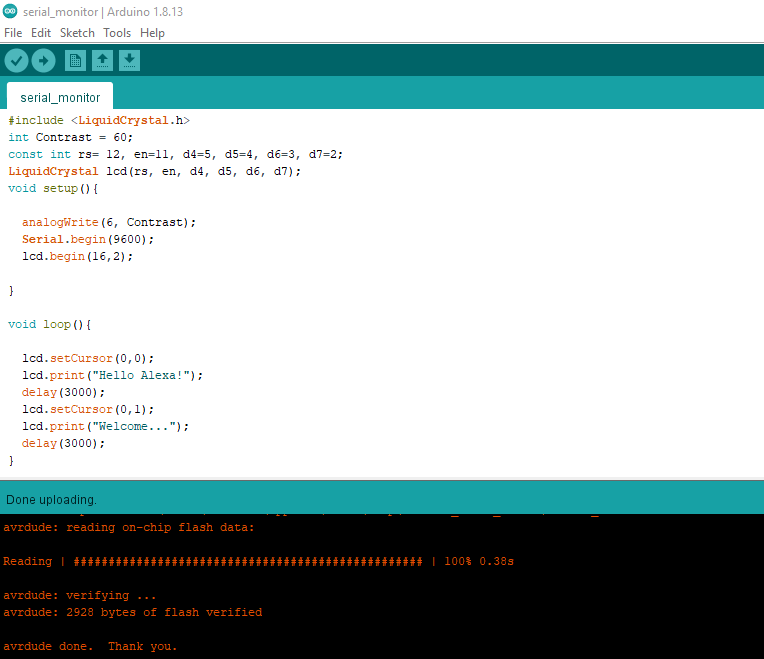 serial_monitor | Arduino 1.8.13
File Edit Sketch Tools Help
serial_monitor
#include <LiquidCrystal.h>
int Contrast = 60;
const int rs= 12, en=11, d4=5, d5=4, d6=3, d7=2;
LiquidCrystal lcd(rs, en, d4, d5, d6, d7);
void setup(){
analogWrite(6, Contrast);
Serial.begin(9600);
lcd.begin(16,2);
}
void loop(){
lcd.setCursor(0,0);
lcd.print("Hello Alexa!");
delay(3000);
lcd.setCursor(0,1);
lcd.print("Welcome...");
delay(3000);
}
Done uploading.
avrdude: reading on-chip flash data:
Reading | ################################################## | 100% 0.38s
avrdude: verifying ...
avrdude: 2928 bytes of flash verified
avrdude done.  Thank you.